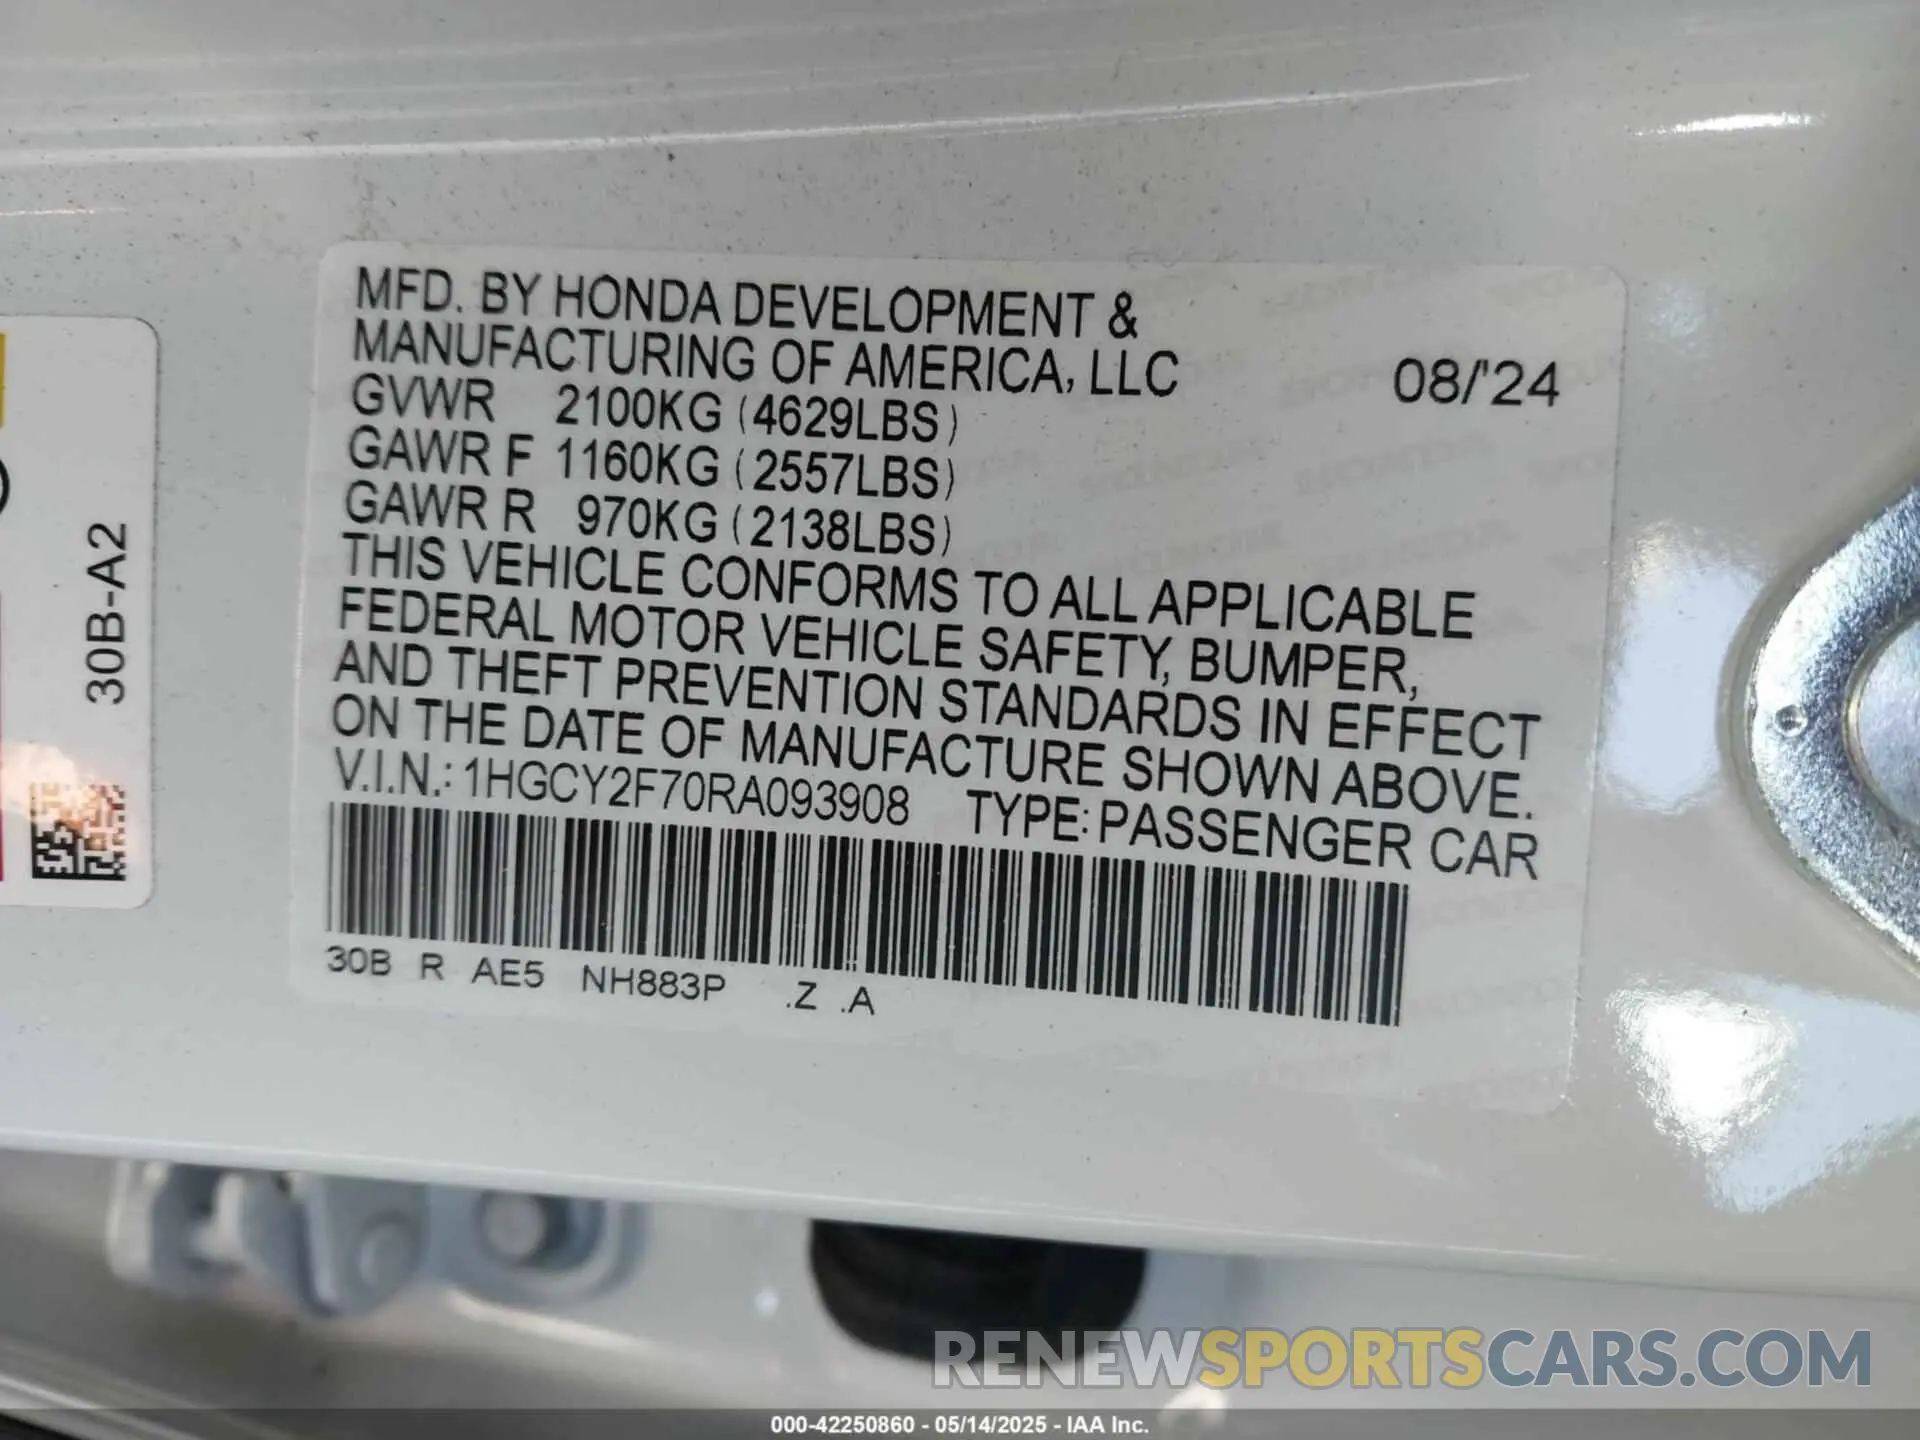 MFD. BY HONDA DEVELOPMENT &
MANUFACTURING OF AMERICA, LLC 08/'24
GVWR 2100KG (4629LBS)
GAWR F 1160KG (2557LBS)
GAWR R 970KG (2138LBS)
THIS VEHICLE CONFORMS TO ALL APPLICABLE
FEDERAL MOTOR VEHICLE SAFETY, BUMPER,
AND THEFT PREVENTION STANDARDS IN EFFECT
ON THE DATE OF MANUFACTURE SHOWN ABOVE.
V.I.N.: 1HGCY2F70RA093908 TYPE: PASSENGER CAR
30B R AE5 NH883P .Z .A
30B-A2
RENEWSPORTSCARS.COM
000-42250860 - 05/14/2025 - IAA Inc.